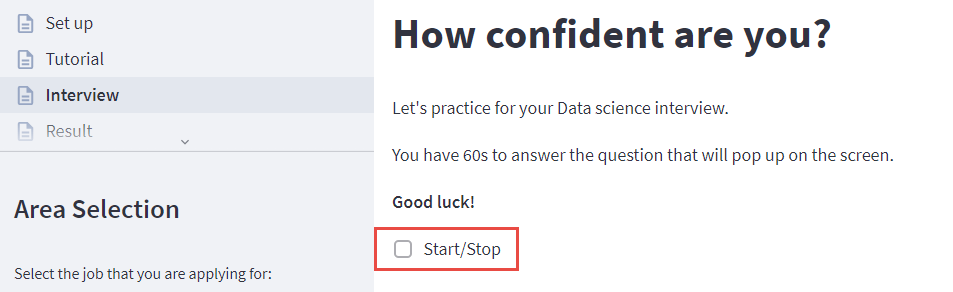 Set up
Tutorial
Interview
Result
Area Selection
Select the job that you are applying for:
How confident are you?
Let's practice for your Data science interview.
You have 60s to answer the question that will pop up on the screen.
Good luck!
Start/Stop